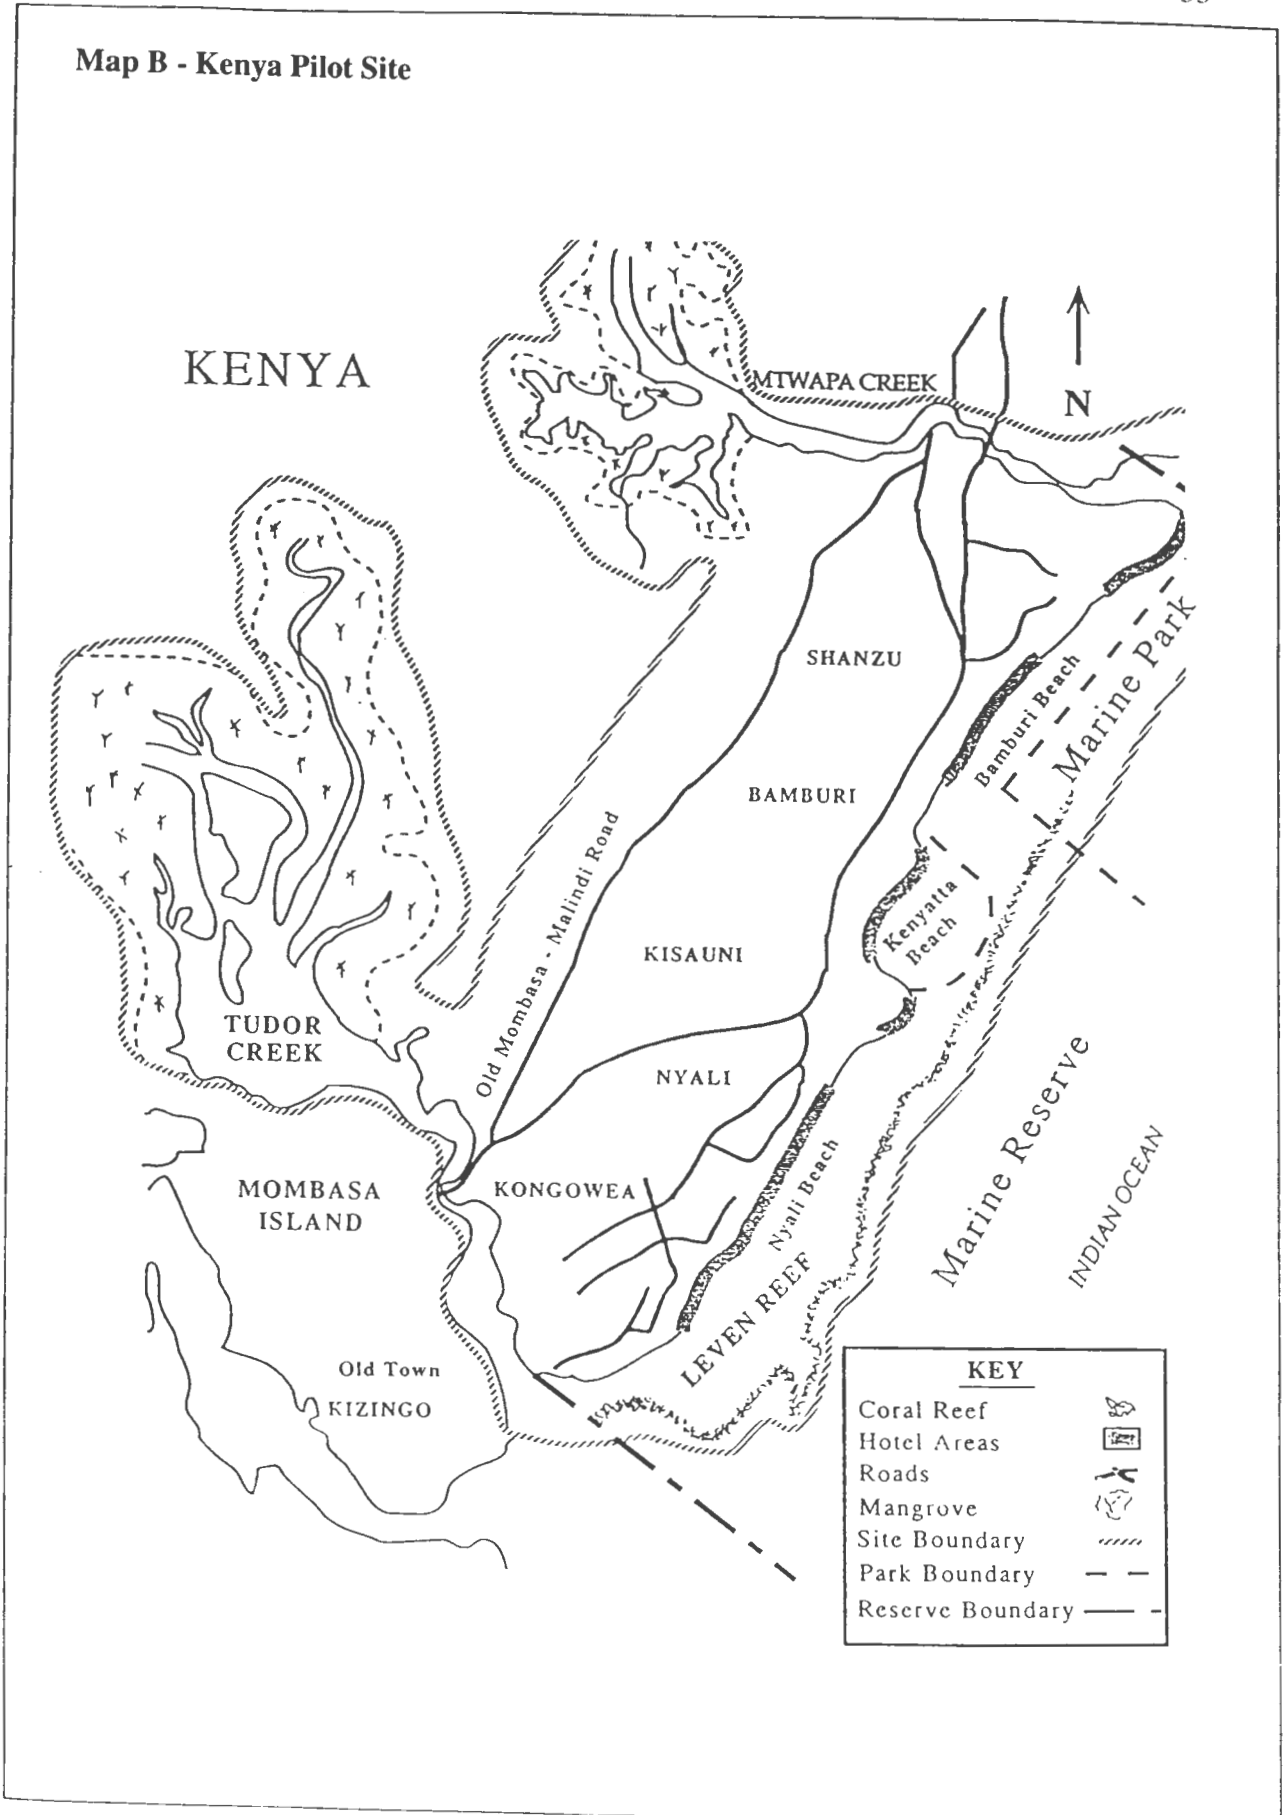 Map B - Kenya Pilot Site
KENYA
MTWAPA CREEK
N
SHANZU
Bamburi Beach
Marine Park
BAMBURI
Old Mombasa - Malindi Road
Kenyatta
Beach
KISAUNI
TUDOR
CREEK
NYALI
MOMBASA
ISLAND
KONGOWEA
Nyali Beach
Marine Reserve
INDIAN OCEAN
LEVEN REEF
Old Town
KIZINGO
KEY
Coral Reef
Hotel Areas
Roads
Mangrove
Site Boundary
Park Boundary
Reserve Boundary